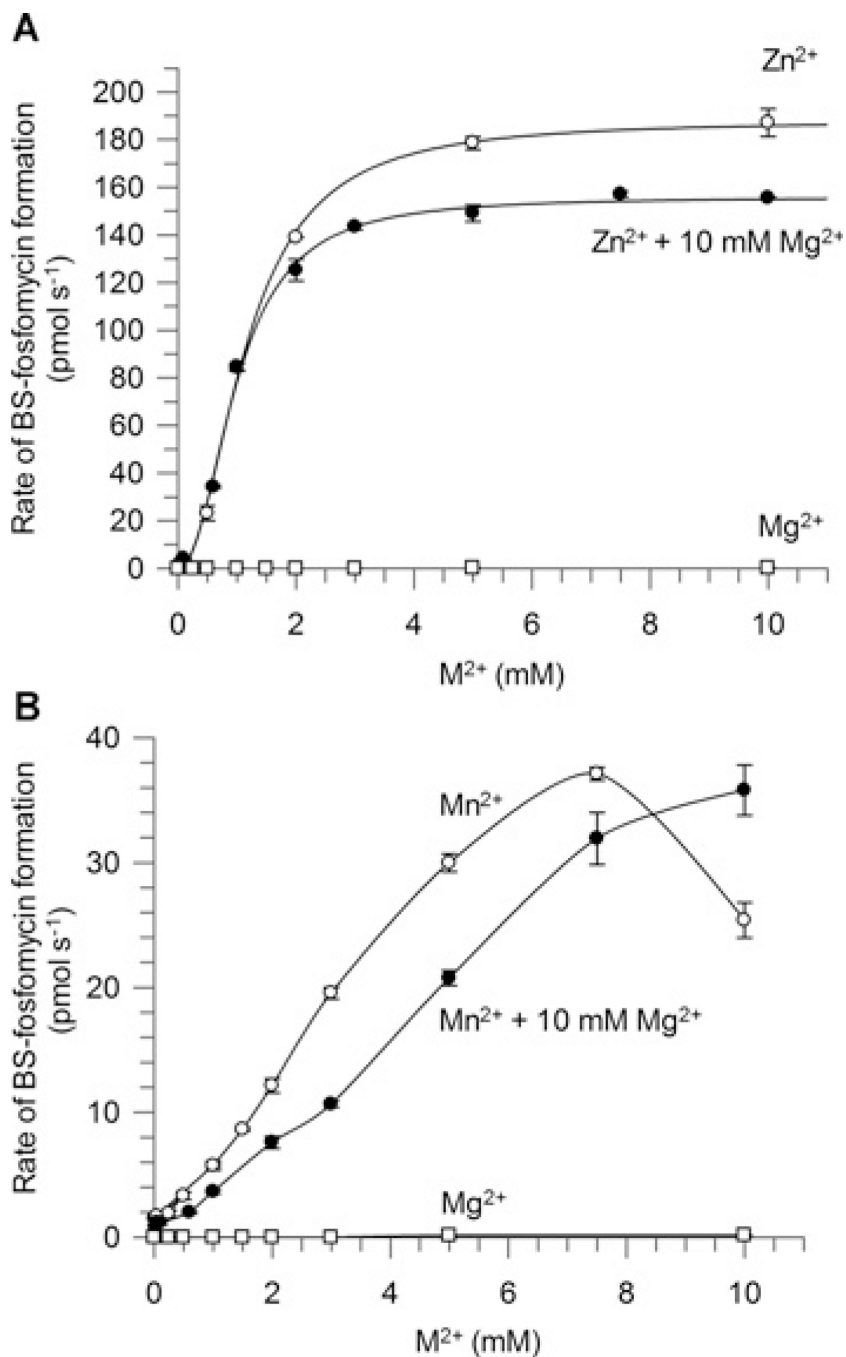 A
Zn²⁺
200
180
160
140
120
100
80
60
40
20
0
Rate of BS-fosfomycin formation
(pmol s⁻¹)
Zn²⁺ + 10 mM Mg²⁺
Mg²⁺
0 2 4 6 8 10
M²⁺ (mM)
B
40
30
20
10
0
Rate of BS-fosfomycin formation
(pmol s⁻¹)
Mn²⁺
Mn²⁺ + 10 mM Mg²⁺
Mg²⁺
0 2 4 6 8 10
M²⁺ (mM)